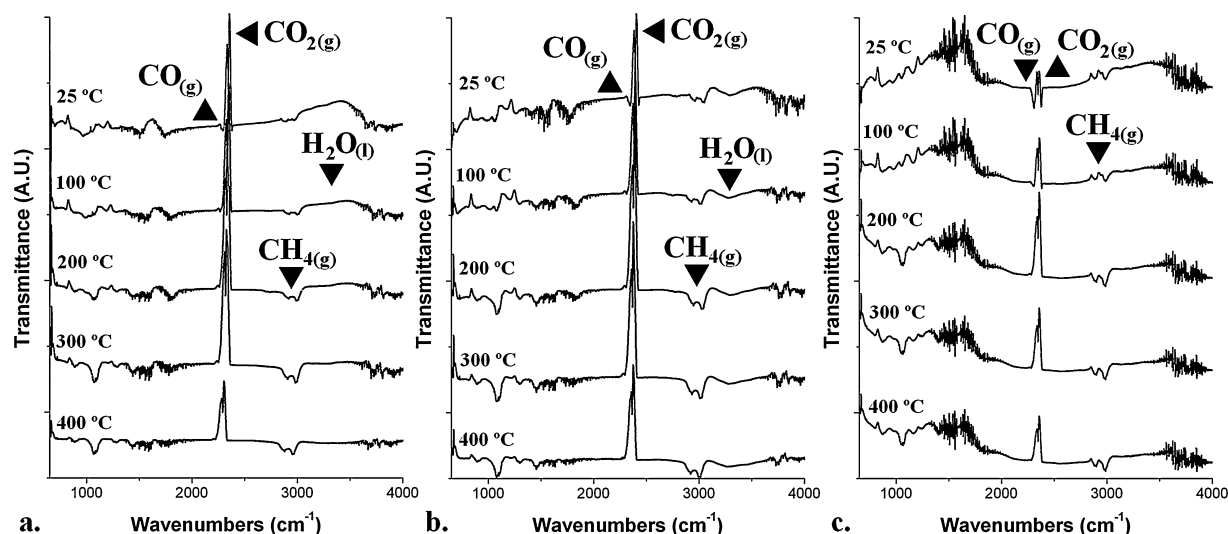 Transmittance (A.U.)
CO₂(g)
CO(g)
25 ºC
H₂O(l)
100 ºC
CH₄(g)
200 ºC
300 ºC
400 ºC
1000 2000 3000 4000
Wavenumbers (cm⁻¹)
a.
Transmittance (A.U.)
CO₂(g)
CO(g)
25 ºC
H₂O(l)
100 ºC
CH₄(g)
200 ºC
300 ºC
400 ºC
1000 2000 3000 4000
Wavenumbers (cm⁻¹)
b.
Transmittance (A.U.)
CO(g) CO₂(g)
25 ºC
CH₄(g)
100 ºC
200 ºC
300 ºC
400 ºC
1000 2000 3000 4000
Wavenumbers (cm⁻¹)
c.